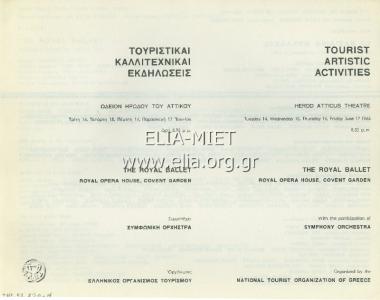 ΤΟΥΡΙΣΤΙΚΑΙ
ΚΑΛΛΙΤΕΧΝΙΚΑΙ
ΕΚΔΗΛΩΣΕΙΣ
ΩΔΕΙΟΝ ΗΡΩΔΟΥ ΤΟΥ ΑΤΤΙΚΟΥ
THE ROYAL BALLET
ROYAL OPERA HOUSE, COVENT GARDEN
ΣΥΜΦΩΝΙΚΗ ΟΡΧΗΣΤΡΑ
ΕΛΛΗΝΙΚΟΣ ΟΡΓΑΝΙΣΜΟΣ ΤΟΥΡΙΣΜΟΥ
TOURIST
ARTISTIC
ACTIVITIES
HEROD ATTICUS THEATRE
THE ROYAL BALLET
ROYAL OPERA HOUSE, COVENT GARDEN
With the participation of
SYMPHONY ORCHESTRA
Organized by the
NATIONAL TOURIST ORGANIZATION OF GREECE
ELIA-MIET
www.elia.org.gr